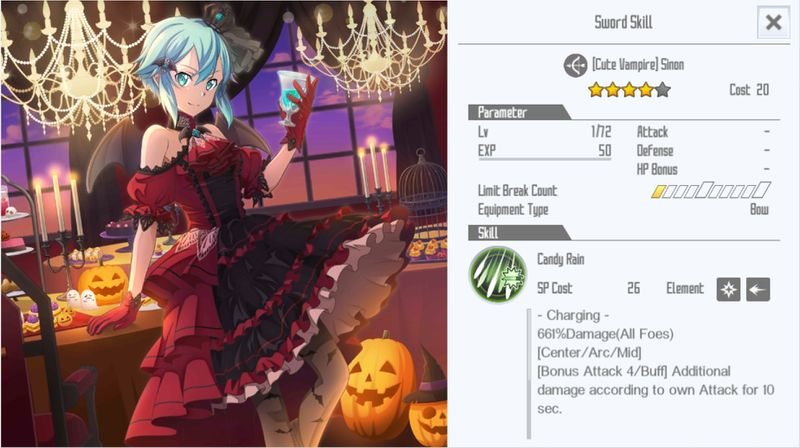 Sword Skill
[Cute Vampire] Sinon
Cost 20
Parameter
Lv 1/72
Attack -
EXP 50
Defense -
HP Bonus -
Limit Break Count
Equipment Type Bow
Skill
Candy Rain
SP Cost 26 Element
- Charging -
661%Damage(All Foes)
[Center/Arc/Mid]
[Bonus Attack 4/Buff] Additional
damage according to own Attack for 10
sec.